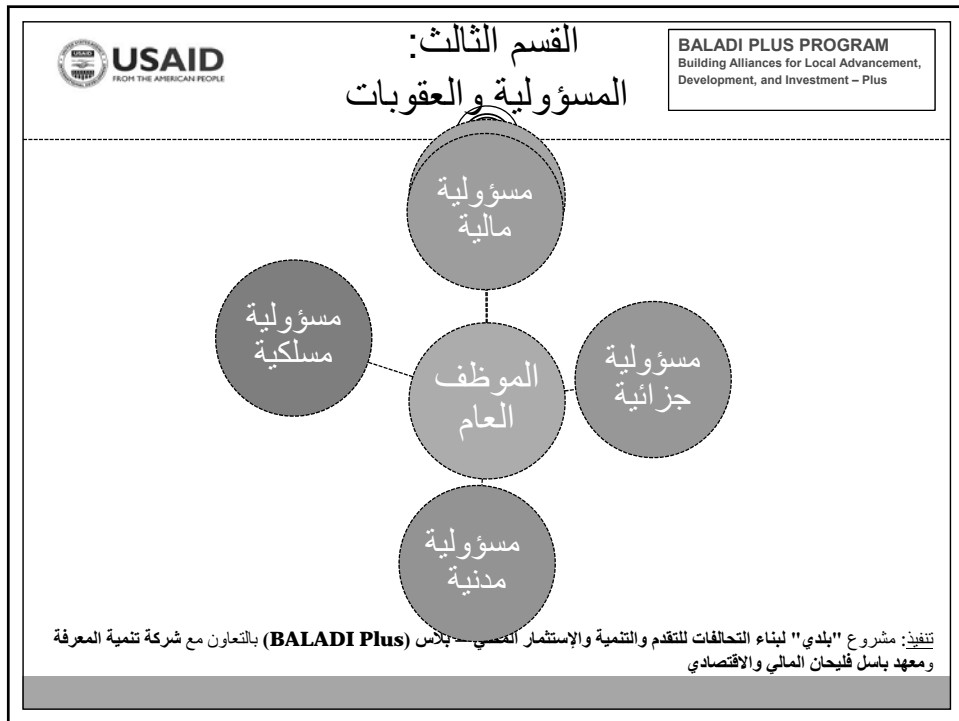 USAID
FROM THE AMERICAN PEOPLE
القسم الثالث:
المسؤولية والعقوبات
BALADI PLUS PROGRAM
Building Alliances for Local Advancement,
Development, and Investment – Plus
مسؤولية
مالية
مسؤولية
مسلكية
مسؤولية
جزائية
الموظف
العام
مسؤولية
مدنية
تنفيذ: مشروع "بلدي" لبناء التحالفات للتقدم والتنمية والإستثمار – بلاس (BALADI Plus) بالتعاون مع شركة تنمية المعرفة
ومعهد باسل فليحان المالي والاقتصادي